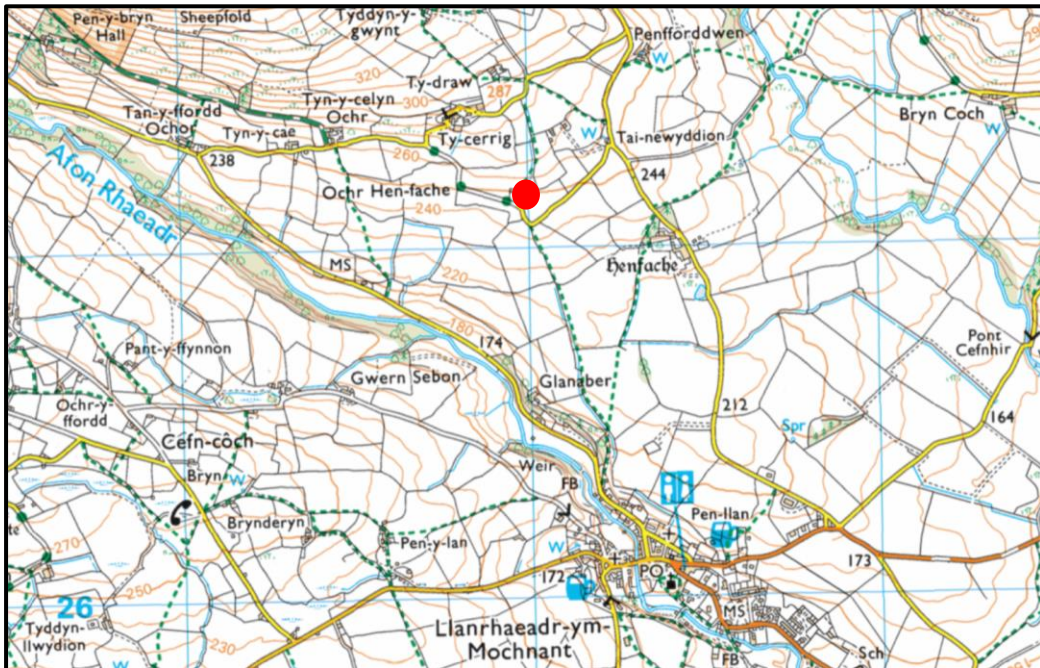 Pen-y-bryn
Hall
Sheepfold
Tyddyn-y-
gwynt
Penfforddwen
W
320
Ty-draw
287
300
Tan-y-ffordd
Ochor
Tyn-y-celyn
Ochr
Tyn-y-cae
Ty-cerrig
W
Tai-newyddion
Bryn Coch
W
238
260
Ochr Hen-fache
240
244
Afon Rhaeadr
MS
220
Henfache
180
174
Pant-y-ffynnon
Gwern Sebon
Glanaber
Pont
Cefnhir
Ochr-y-
ffordd
212
164
Spr
Cefn-côch
Bryn
W
Weir
FB
Pen-llan
Brynderyn
Pen-y-lan
W
270
172
PO
173
250
26
Tyddyn-
llwydion
W
230
Llanrhaeadr-ym-
Mochnant
MS
FB
Sch